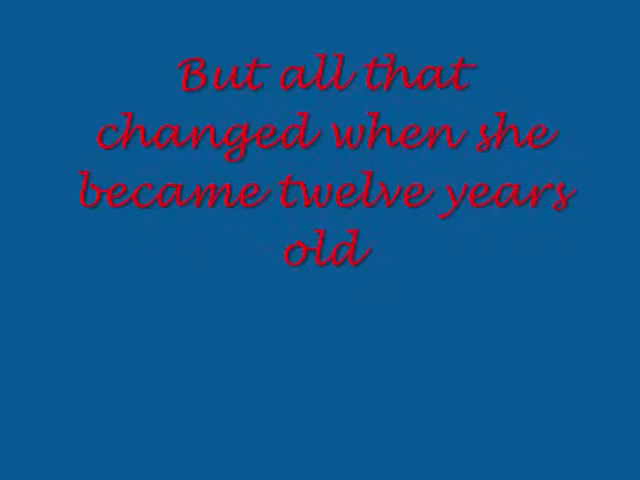 But all that
changed when she
became twelve years
old